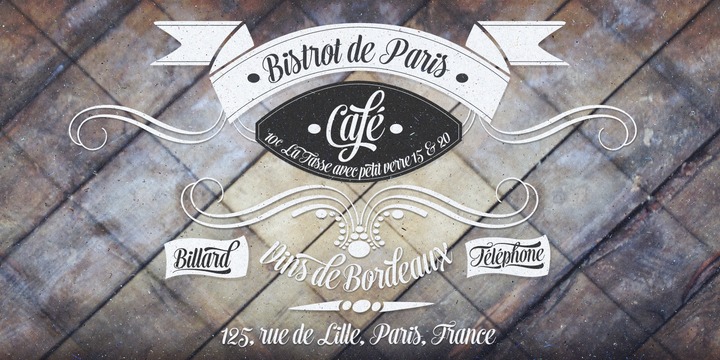 Bistrot de Paris
Café
10c La Tasse avec petit verre 15 & 20
Billard
Vins de Bordeaux
Téléphone
125, rue de Lille, Paris, France